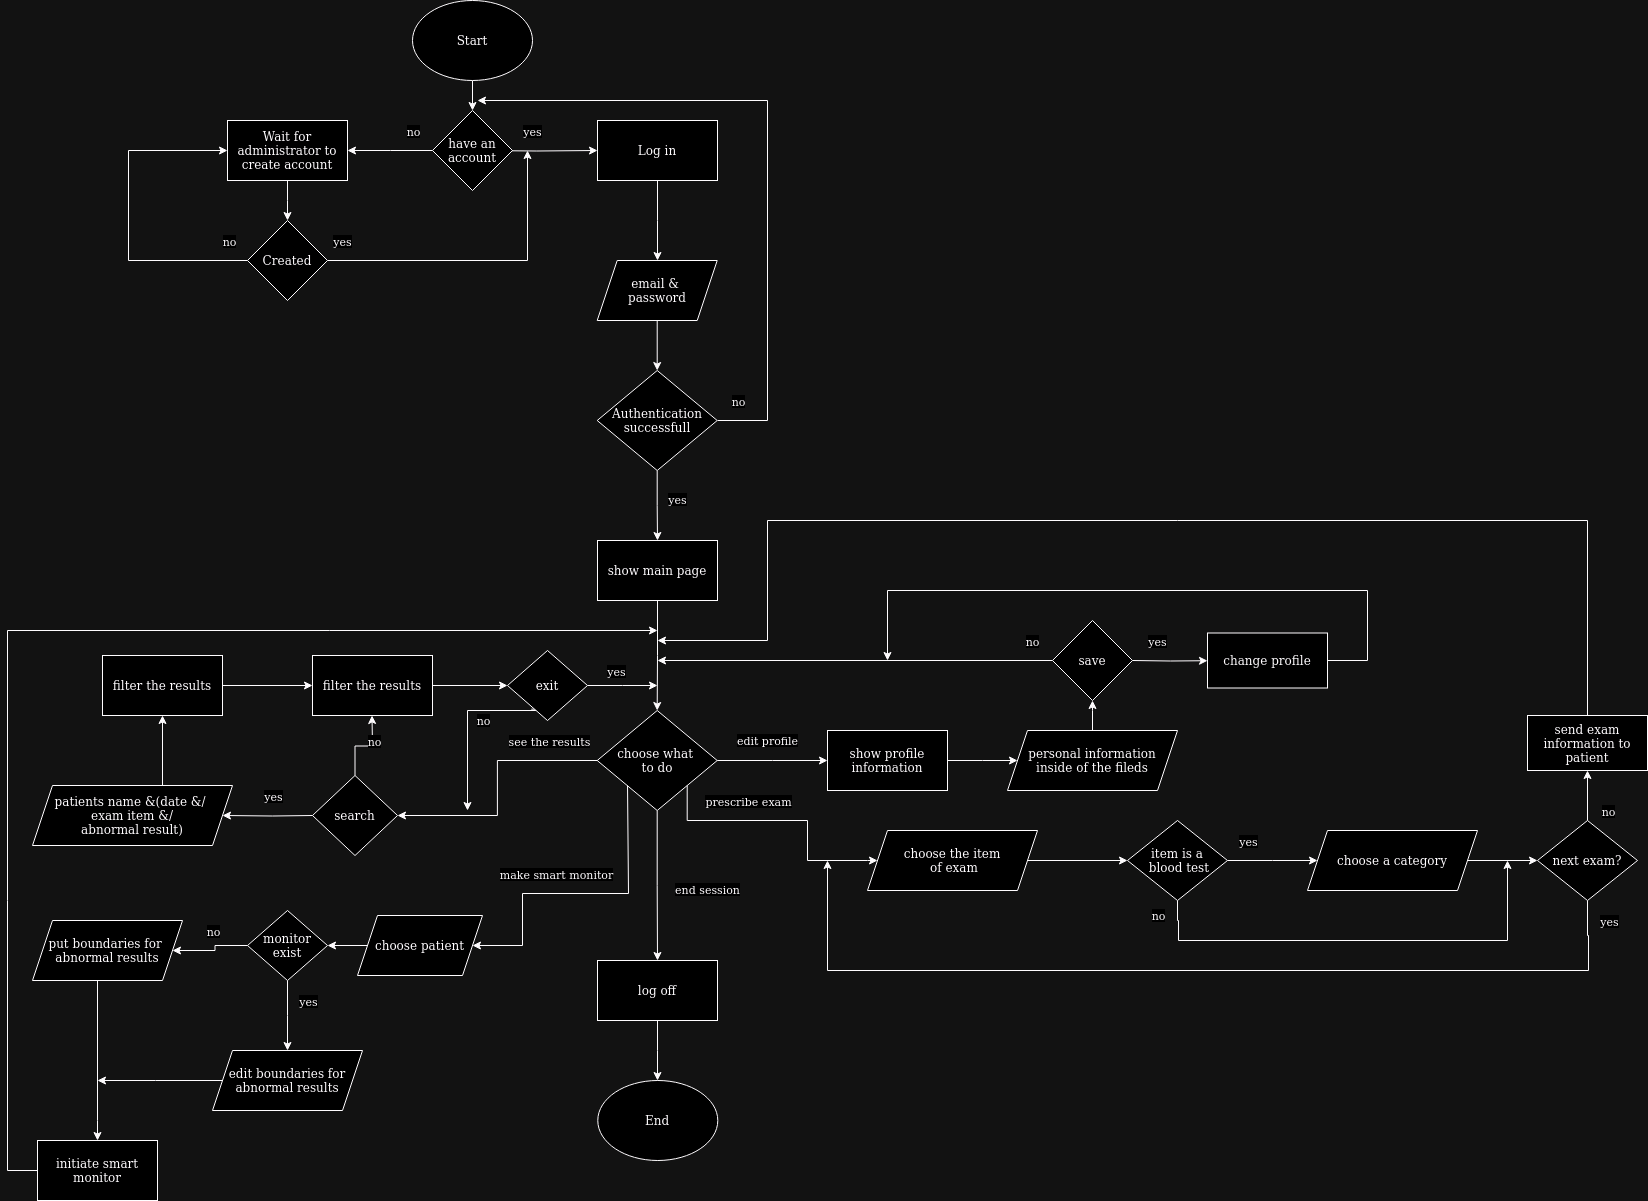 Start
no
have an
account
yes
Wait for
administrator to
create account
Log in
no
Created
yes
email &
password
Authentication
successfull
no
yes
show main page
filter the results
filter the results
exit
yes
no
no
see the results
choose what
to do
edit profile
show profile
information
personal information
inside of the fileds
no
save
yes
change profile
send exam
information to
patient
patients name &(date &/
exam item &/
abnormal result)
yes
search
prescribe exam
choose the item
of exam
item is a
blood test
yes
no
choose a category
next exam?
no
yes
make smart monitor
end session
put boundaries for
abnormal results
no
monitor
exist
yes
choose patient
log off
edit boundaries for
abnormal results
End
initiate smart
monitor